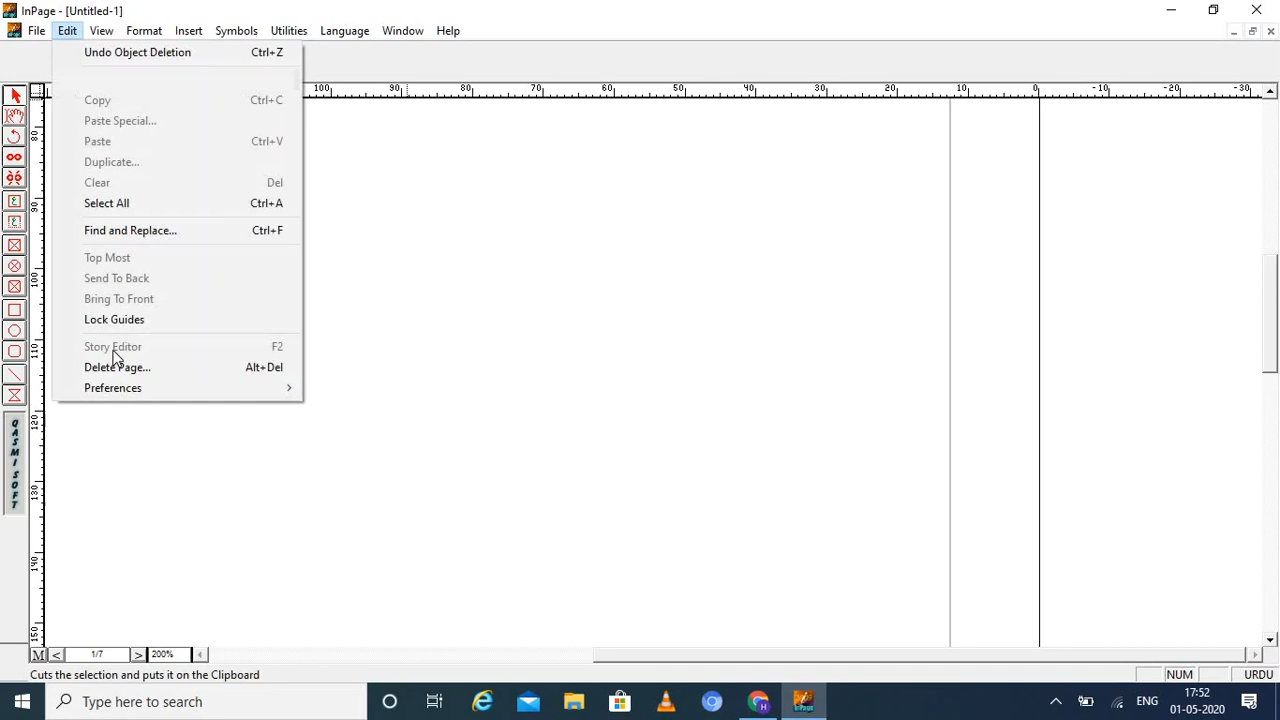 InPage - [Untitled-1]
File Edit View Format Insert Symbols Utilities Language Window Help
Undo Object Deletion Ctrl+Z
Copy Ctrl+C
Paste Special...
Paste Ctrl+V
Duplicate...
Clear Del
Select All Ctrl+A
Find and Replace... Ctrl+F
Top Most
Send To Back
Bring To Front
Lock Guides
Story Editor F2
Delete Page... Alt+Del
Preferences
100 90 80 70 60 50 40 30 20 10 0 -10 -20 -30
80
90
100
110
120
130
140
150
QASMI SOFT
M < 1/7 > 200%
Cuts the selection and puts it on the Clipboard
NUM URDU
Type here to search
ENG
17:52
01-05-2020